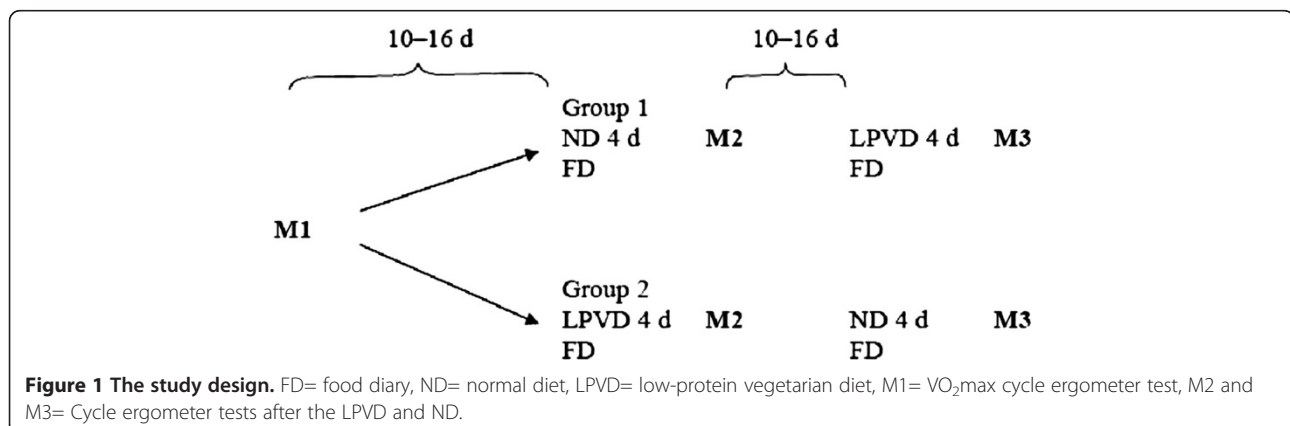 10–16 d 10–16 d
Group 1
ND 4 d M2 LPVD 4 d M3
FD FD
M1
Group 2
LPVD 4 d M2 ND 4 d M3
FD FD
Figure 1 The study design. FD= food diary, ND= normal diet, LPVD= low-protein vegetarian diet, M1= VO₂max cycle ergometer test, M2 and
M3= Cycle ergometer tests after the LPVD and ND.